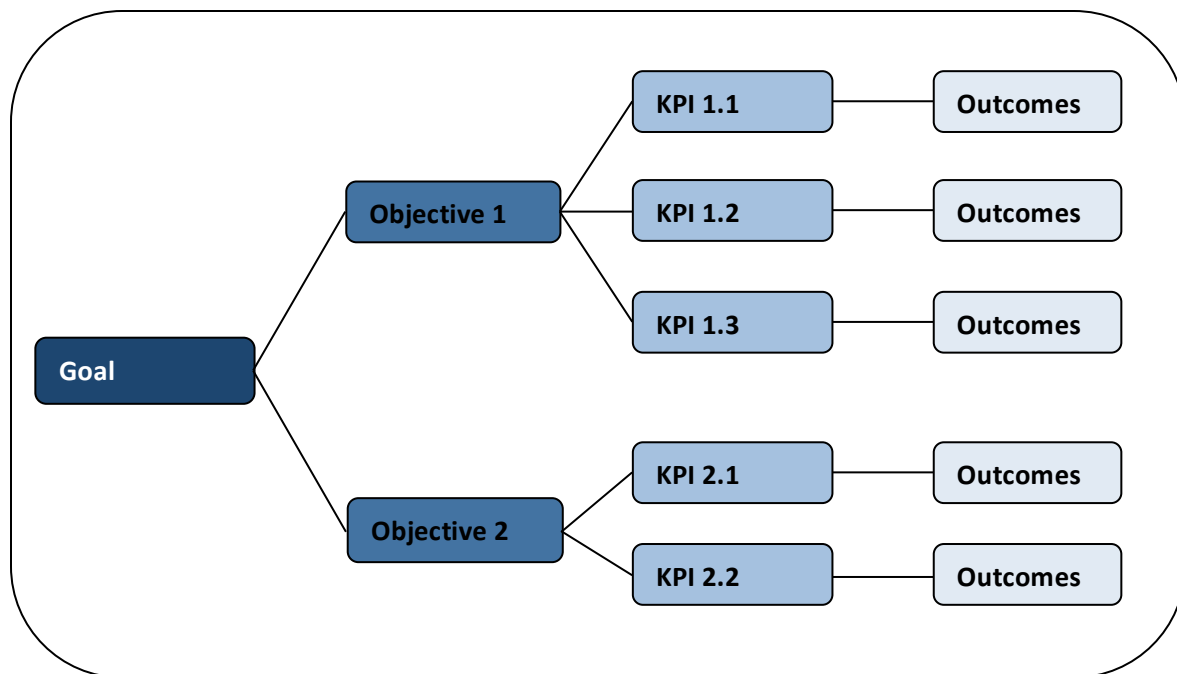 KPI 1.1
Outcomes
Objective 1
KPI 1.2
Outcomes
KPI 1.3
Outcomes
Goal
KPI 2.1
Outcomes
Objective 2
KPI 2.2
Outcomes